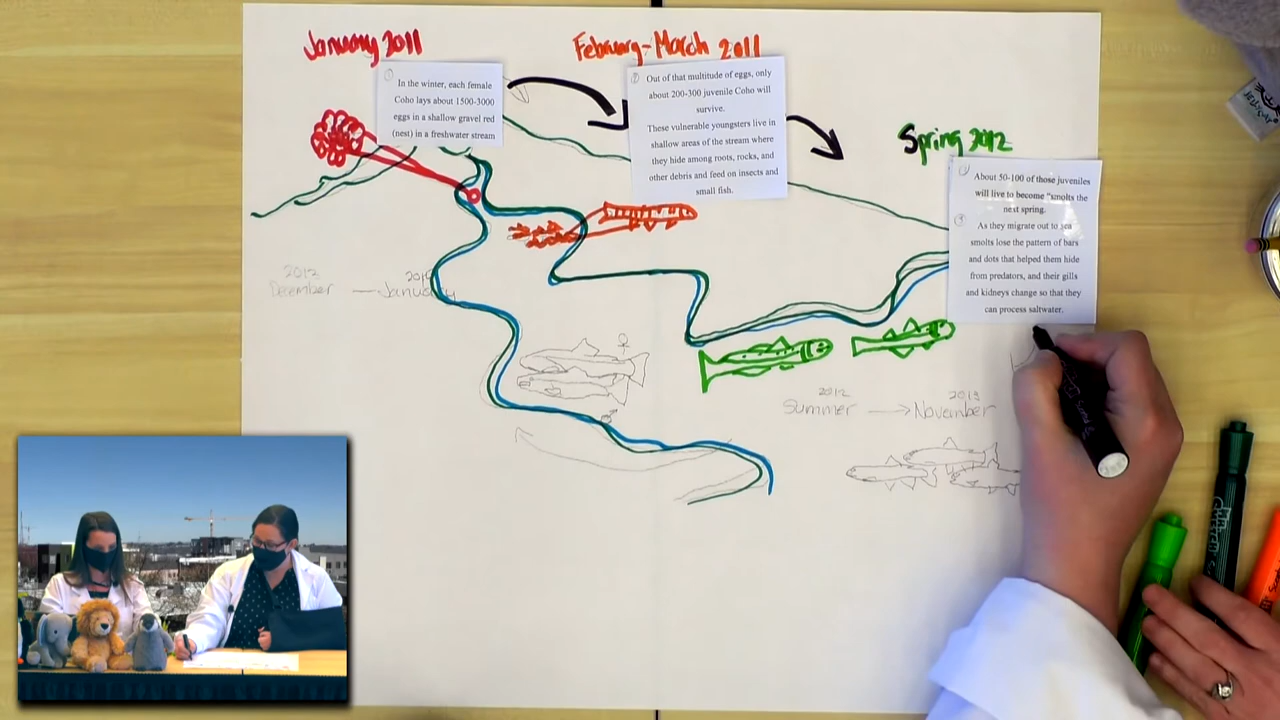 January 2011
February-March 2011
In the winter, each female
Coho lays about 1500-3000
eggs in a shallow gravel red
(nest) in a freshwater stream
Out of that multitude of eggs, only
about 200-300 juvenile Coho will
survive.
These vulnerable youngsters live in
shallow areas of the stream where
they hide among roots, rocks, and
other debris and feed on insects and
small fish.
Spring 2012
About 50-100 of those juveniles
will live to become "smolts the
next spring.
As they migrate out to sea
smolts lose the pattern of bars
and dots that helped them hide
from predators, and their gills
and kidneys change so that they
can process saltwater.
December
January
2012
Summer
2013
November